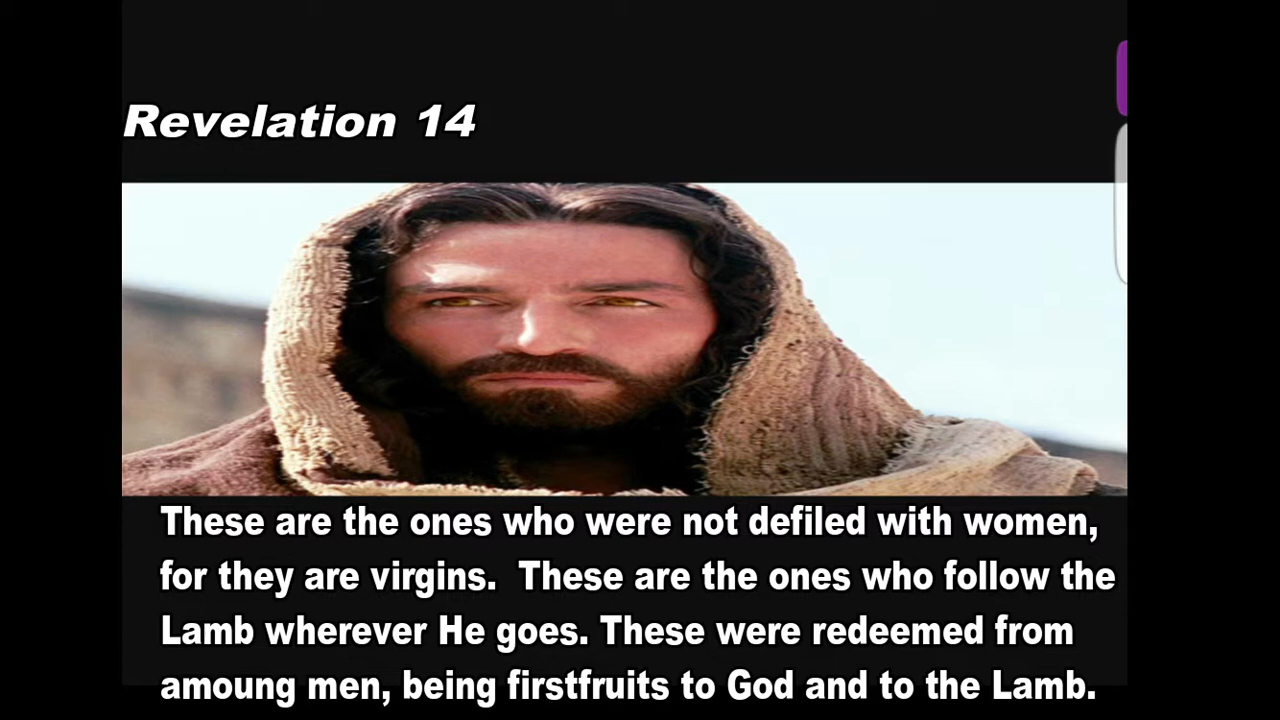 Revelation 14
These are the ones who were not defiled with women,
for they are virgins.  These are the ones who follow the
Lamb wherever He goes. These were redeemed from
amoung men, being firstfruits to God and to the Lamb.